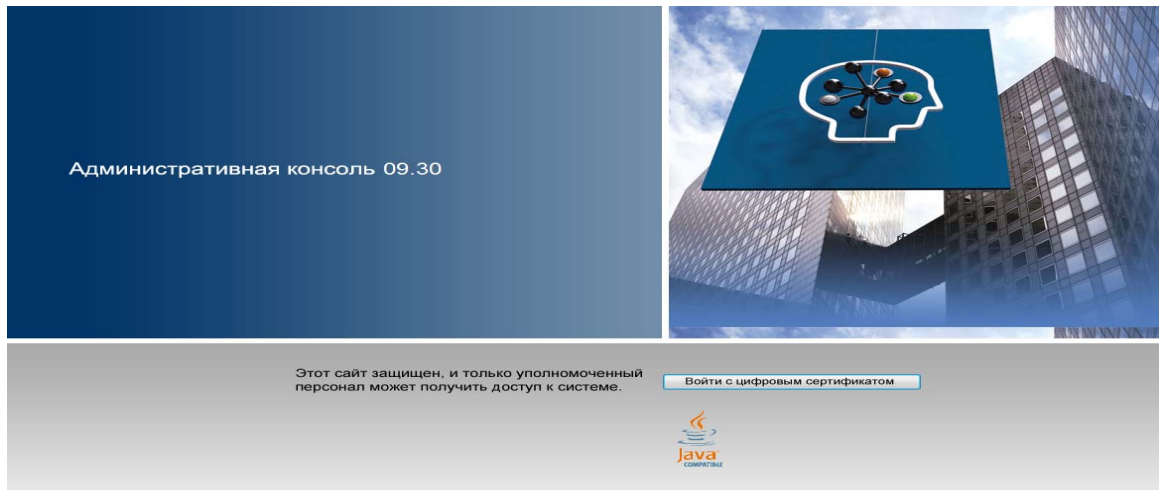 Административная консоль 09.30
Этот сайт защищен, и только уполномоченный
персонал может получить доступ к системе.
Войти с цифровым сертификатом
Java
COMPATIBLE